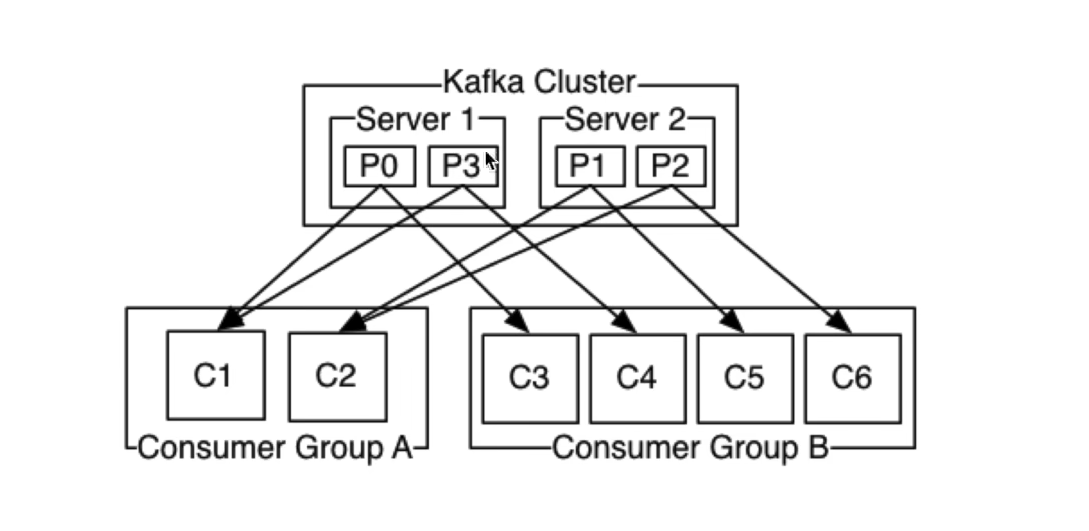 Kafka Cluster
Server 1 Server 2
P0 P3 P1 P2
C1 C2 C3 C4 C5 C6
Consumer Group A Consumer Group B